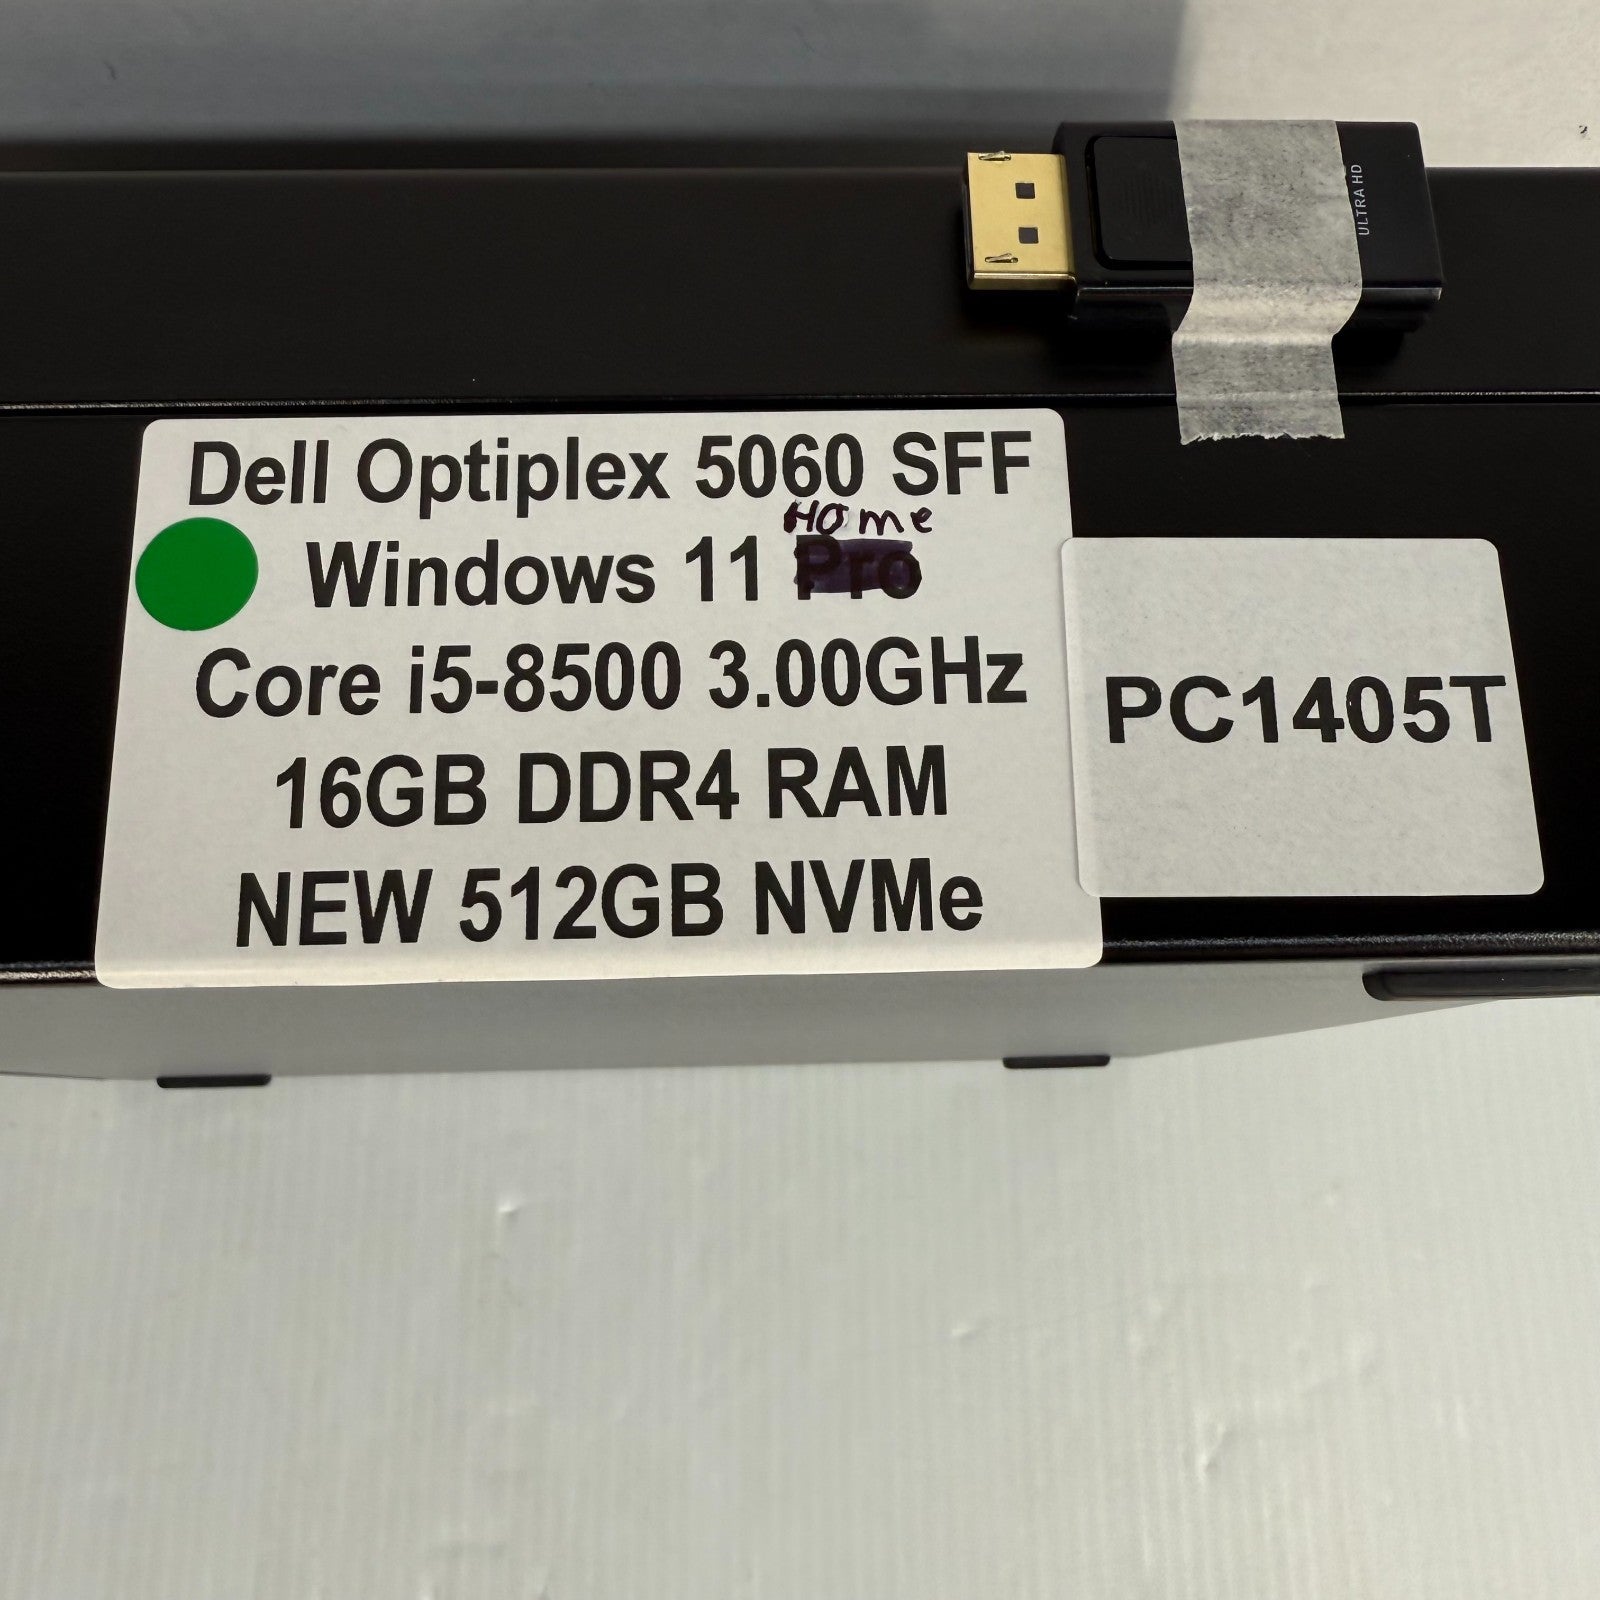 ULTRA HD
Dell Optiplex 5060 SFF
Home
Windows 11 Pro
Core i5-8500 3.00GHz
16GB DDR4 RAM
NEW 512GB NVMe
PC1405T